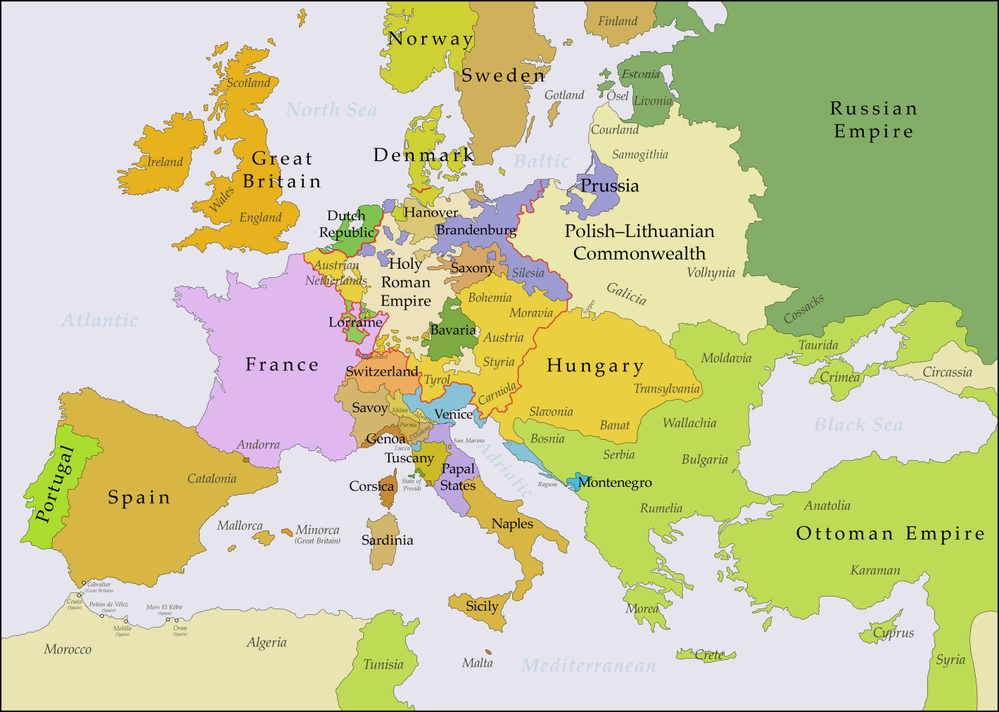 Norway
Finland
Sweden
Estonia
Scotland
North Sea
Gotland
Ösel
Livonia
Russian
Empire
Courland
Samogithia
Ireland
Great
Britain
Denmark
Baltic
Wales
England
Prussia
Dutch
Republic
Hanover
Brandenburg
Polish–Lithuanian
Commonwealth
Austrian
Netherlands
Holy
Roman
Empire
Saxony
Silesia
Volhynia
Galicia
Bohemia
Moravia
Szepes
Cossacks
Atlantic
Lorraine
Bavaria
Austria
Taurida
France
Neuchatel
Switzerland
Styria
Hungary
Moldavia
Crimea
Circassia
Tyrol
Carniola
Transylvania
Savoy
Milan
Mantua
Venice
Slavonia
Banat
Wallachia
Black Sea
Parma
Modena
Genoa
Lucca
San Marino
Bosnia
Serbia
Bulgaria
Andorra
Tuscany
Adriatic
Papal
States
Portugal
Catalonia
Spain
Corsica
State of
Presidi
Ragusa
Montenegro
Rumelia
Anatolia
Mallorca
Minorca
(Great Britain)
Naples
Sardinia
Ottoman Empire
Karaman
Gibraltar
(Great Britain)
Ceuta
(Spain)
Peñón de Vélez
(Spain)
Mers El Kébir
(Spain)
Melilla
(Spain)
Oran
(Spain)
Sicily
Morea
Cyprus
Morocco
Algeria
Tunisia
Malta
Mediterranean
Crete
Syria